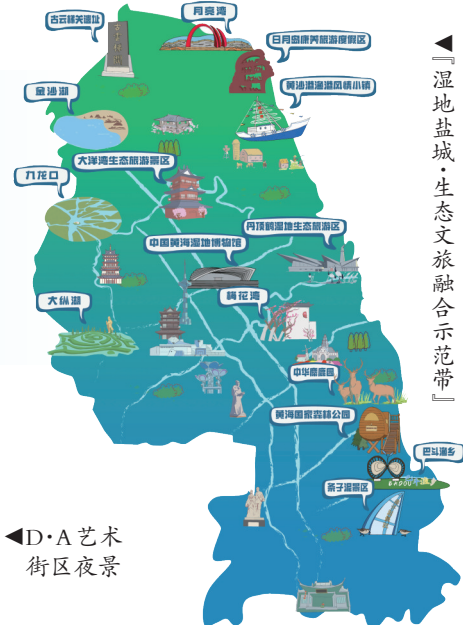 古云梯关遗址
月亮湾
日月岛康养旅游度假区
金沙湖
黄沙港渔港风情小镇
大洋湾生态旅游景区
九龙口
丹顶鹤湿地生态旅游区
中国黄海湿地博物馆
大纵湖
梅花湾
中华麋鹿园
黄海国家森林公园
巴斗渔乡
BADOU
条子泥景区
◀『湿地盐城·生态文旅融合示范带』
◀D·A艺术
街区夜景